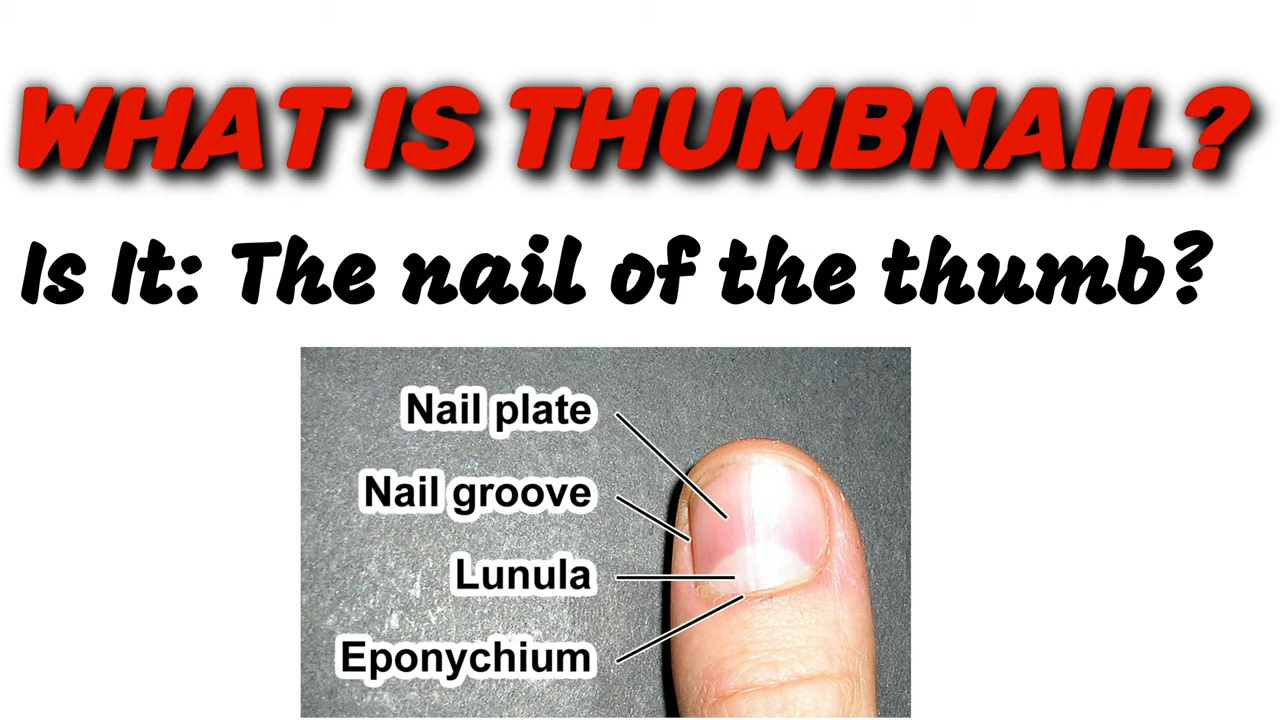 WHAT IS THUMBNAIL?
Is It: The nail of the thumb?
Nail plate
Nail groove
Lunula
Eponychium